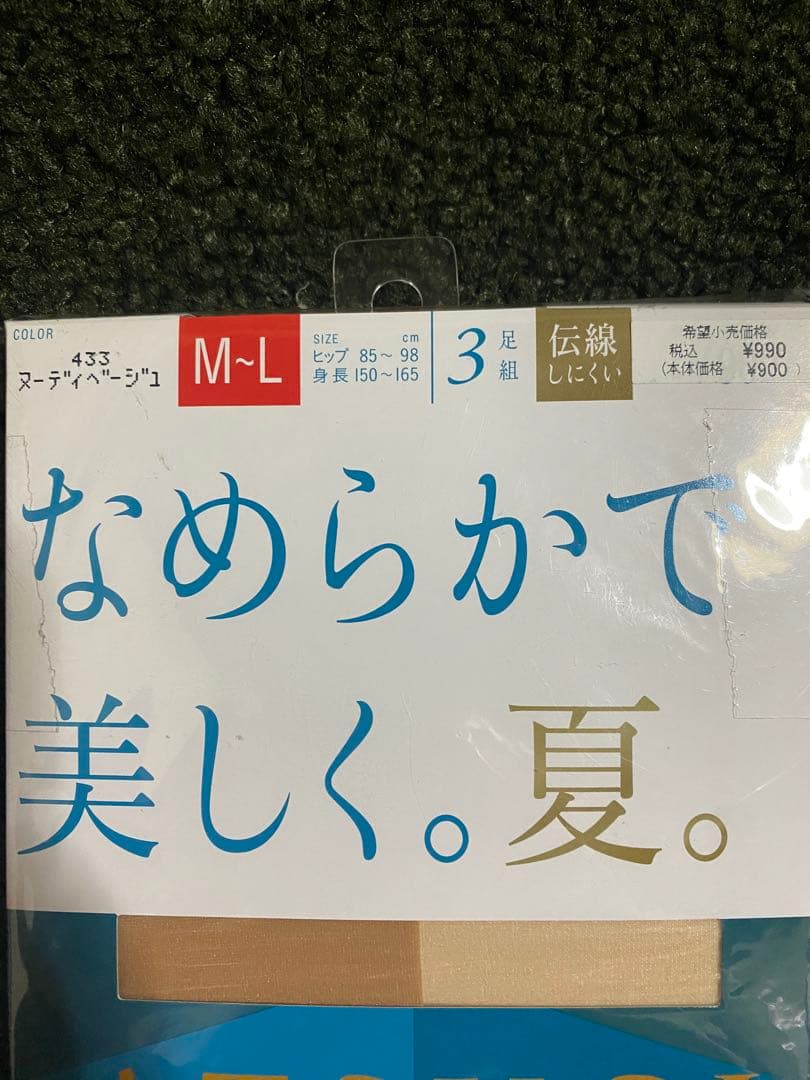 COLOR
433
ヌーディベージュ
M~L
SIZE cm
ヒップ 85~98
身長 150~165
3足組
伝線
しにくい
希望小売価格
税込 ¥990
(本体価格 ¥900)
なめらかで
美しく。夏。